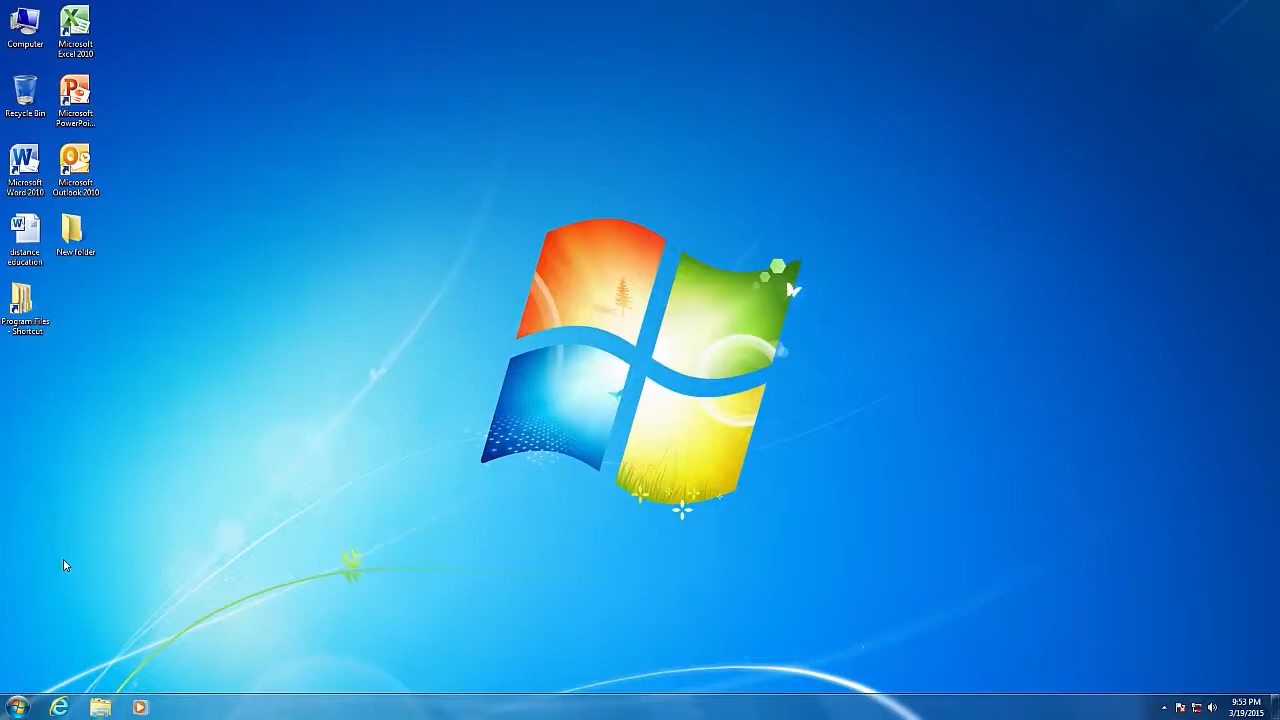 Computer
Microsoft
Excel 2010
Recycle Bin
Microsoft
PowerPoi...
Microsoft
Word 2010
Microsoft
Outlook 2010
distance
education
New folder
Program Files
- Shortcut
9:53 PM
3/19/2015